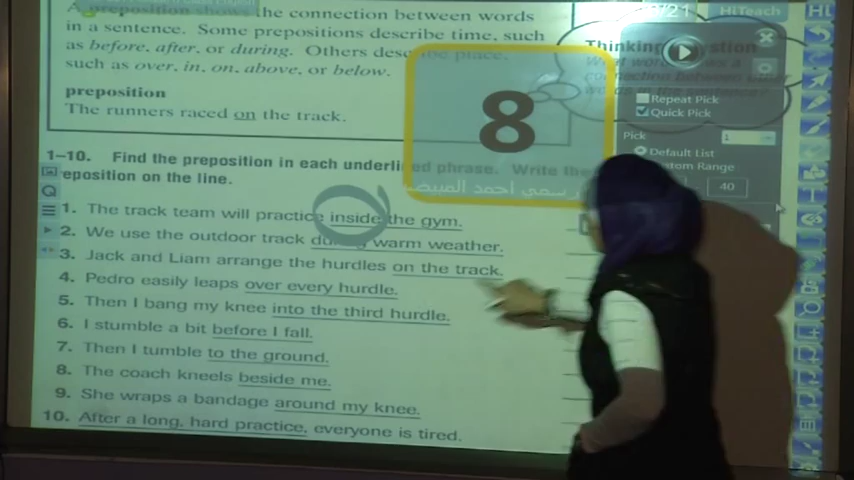 A preposition shows the connection between words
in a sentence. Some prepositions describe time, such
as before, after, or during. Others describe place,
such as over, in, on, above, or below.
preposition
The runners raced on the track.
21
HiTeach
Thinking
8
Repeat Pick
Quick Pick
Pick
1
Default List
Range
40
رسمي احمد المبيض
1–10. Find the preposition in each underlined phrase. Write the
eposition on the line.
1. The track team will practice inside the gym.
2. We use the outdoor track during warm weather.
3. Jack and Liam arrange the hurdles on the track.
4. Pedro easily leaps over every hurdle.
5. Then I bang my knee into the third hurdle.
6. I stumble a bit before I fall.
7. Then I tumble to the ground.
8. The coach kneels beside me.
9. She wraps a bandage around my knee.
10. After a long, hard practice, everyone is tired.